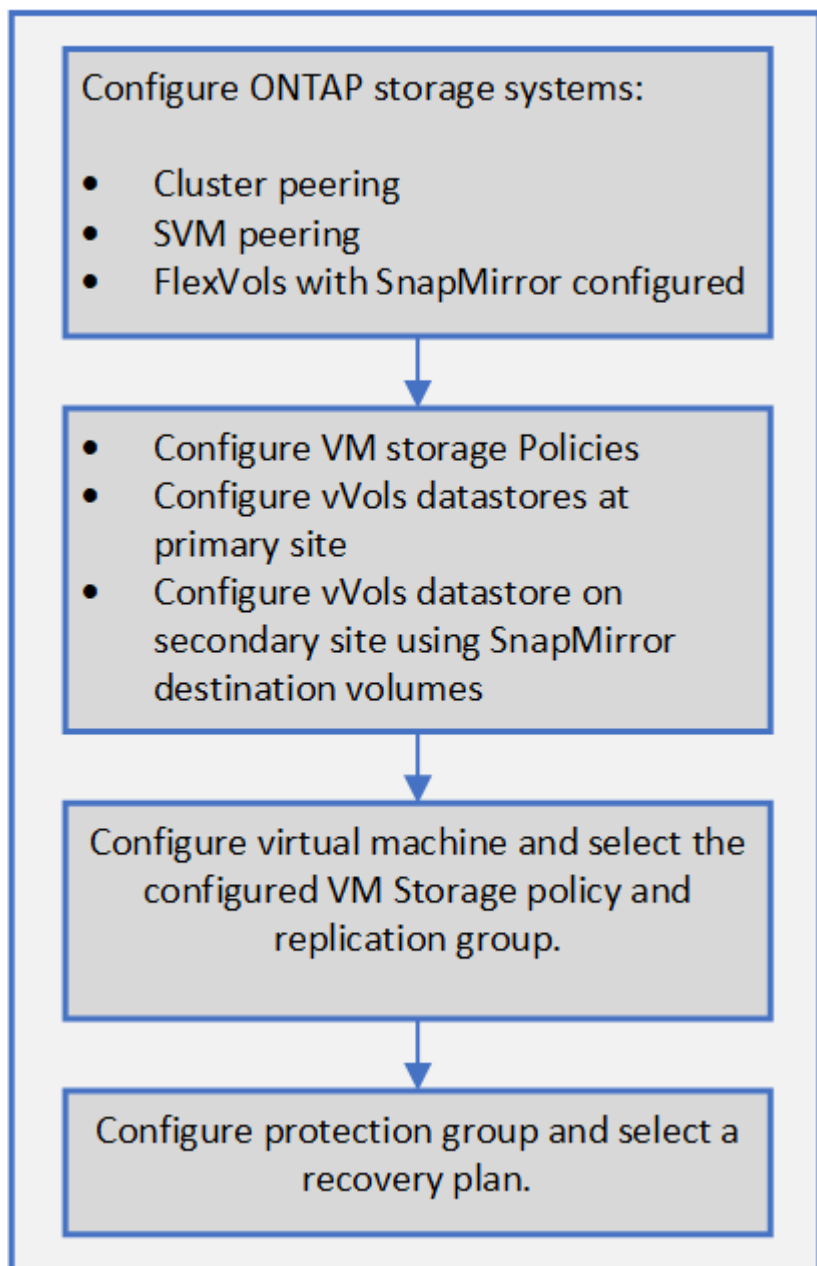 Configure ONTAP storage systems:
• Cluster peering
• SVM peering
• FlexVols with SnapMirror configured
• Configure VM storage Policies
• Configure vVols datastores at
primary site
• Configure vVols datastore on
secondary site using SnapMirror
destination volumes
Configure virtual machine and select the
configured VM Storage policy and
replication group.
Configure protection group and select a
recovery plan.